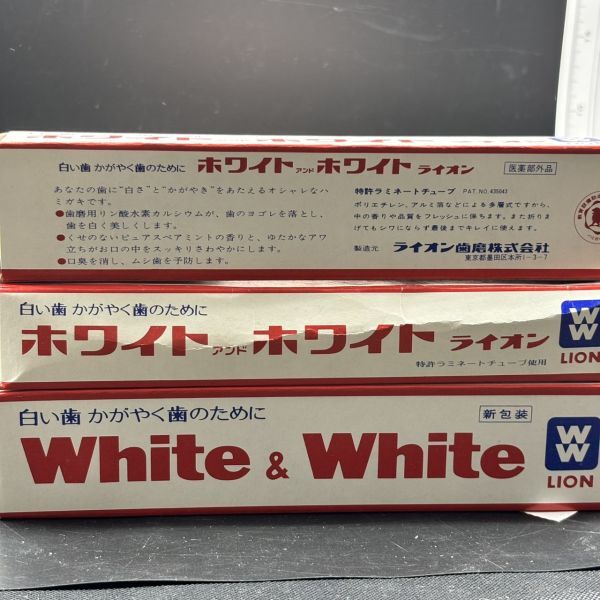 白い歯 かがやく歯のために ホワイト アンド ホワイト ライオン 医薬部外品
あなたの歯に"白さ"と"かがやき"をあたえるオシャレなハミガキです。
●歯磨用リン酸水素カルシウムが、歯のヨゴレを落とし、歯を白く美しくします。
●くせのないピュアスペアミントの香りと、ゆたかなアワ立ちがお口の中をスッキリさわやかにします。
●口臭を消し、ムシ歯を予防します。
特許ラミネートチューブ PAT. NO. 435043
ポリエチレン、アルミ箔などによる多層式ですから、中の香りや品質をフレッシュに保ちます。また折りまげてもシワにならず最後までキレイに使えます。
製造元 ライオン歯磨株式会社
東京都墨田区本所1-3-7
白い歯 かがやく歯のために
ホワイト アンド ホワイト ライオン
特許ラミネートチューブ使用
W
W
LION
白い歯 かがやく歯のために
新包装
White & White
W
W
LION